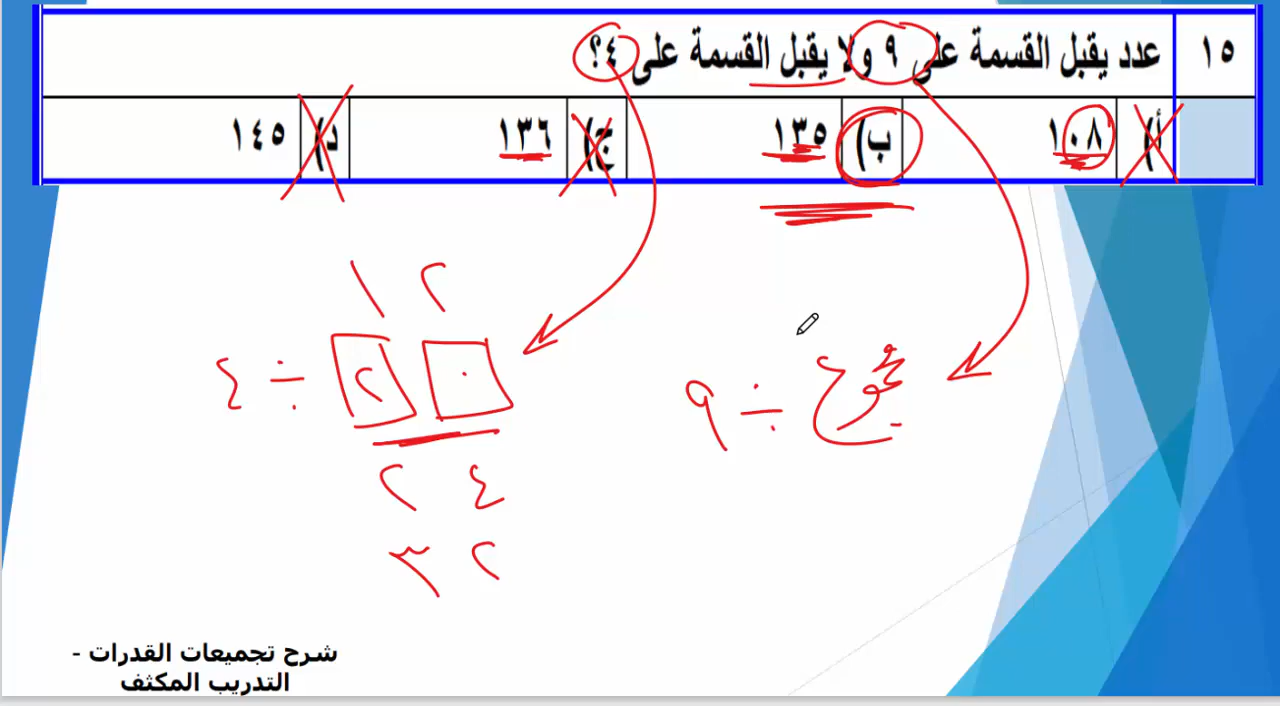 ١٥ عدد يقبل القسمة على ٩ ولا يقبل القسمة على ٤؟
أ) ١٠٨ ب) ١٣٥ ج) ١٣٦ د) ١٤٥
١٢
مجموع ÷ ٩
٢٠ ÷ ٤
٢٤
٣٢
شرح تجميعات القدرات -
التدريب المكثف